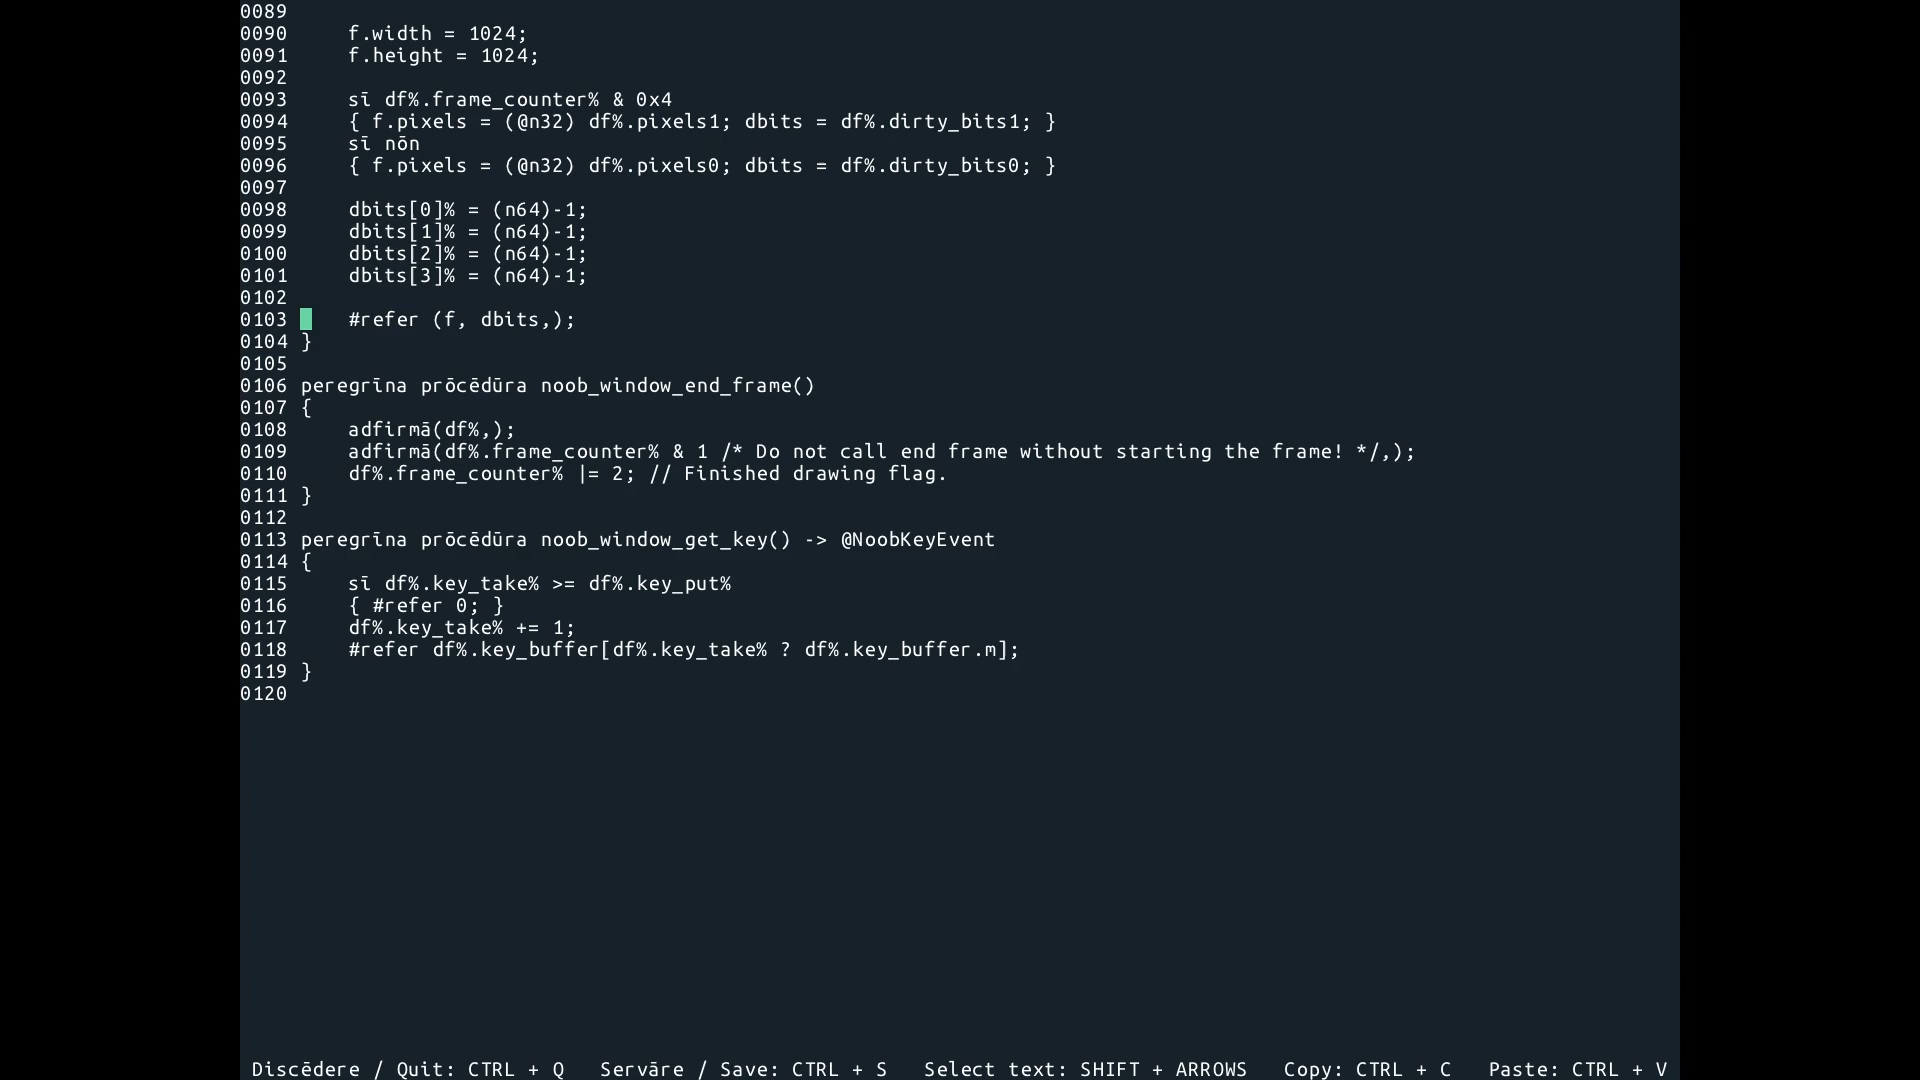 0089
0090     f.width = 1024;
0091     f.height = 1024;
0092
0093     sī df%.frame_counter% & 0x4
0094     { f.pixels = (@n32) df%.pixels1; dbits = df%.dirty_bits1; }
0095     sī nōn
0096     { f.pixels = (@n32) df%.pixels0; dbits = df%.dirty_bits0; }
0097
0098     dbits[0]% = (n64)-1;
0099     dbits[1]% = (n64)-1;
0100     dbits[2]% = (n64)-1;
0101     dbits[3]% = (n64)-1;
0102
0103     #refer (f, dbits,);
0104 }
0105
0106 peregrīna prōcēdūra noob_window_end_frame()
0107 {
0108     adfirmā(df%,);
0109     adfirmā(df%.frame_counter% & 1 /* Do not call end frame without starting the frame! */,);
0110     df%.frame_counter% |= 2; // Finished drawing flag.
0111 }
0112
0113 peregrīna prōcēdūra noob_window_get_key() -> @NoobKeyEvent
0114 {
0115     sī df%.key_take% >= df%.key_put%
0116     { #refer 0; }
0117     df%.key_take% += 1;
0118     #refer df%.key_buffer[df%.key_take% ? df%.key_buffer.m];
0119 }
0120
Discēdere / Quit: CTRL + Q   Servāre / Save: CTRL + S   Select text: SHIFT + ARROWS   Copy: CTRL + C   Paste: CTRL + V